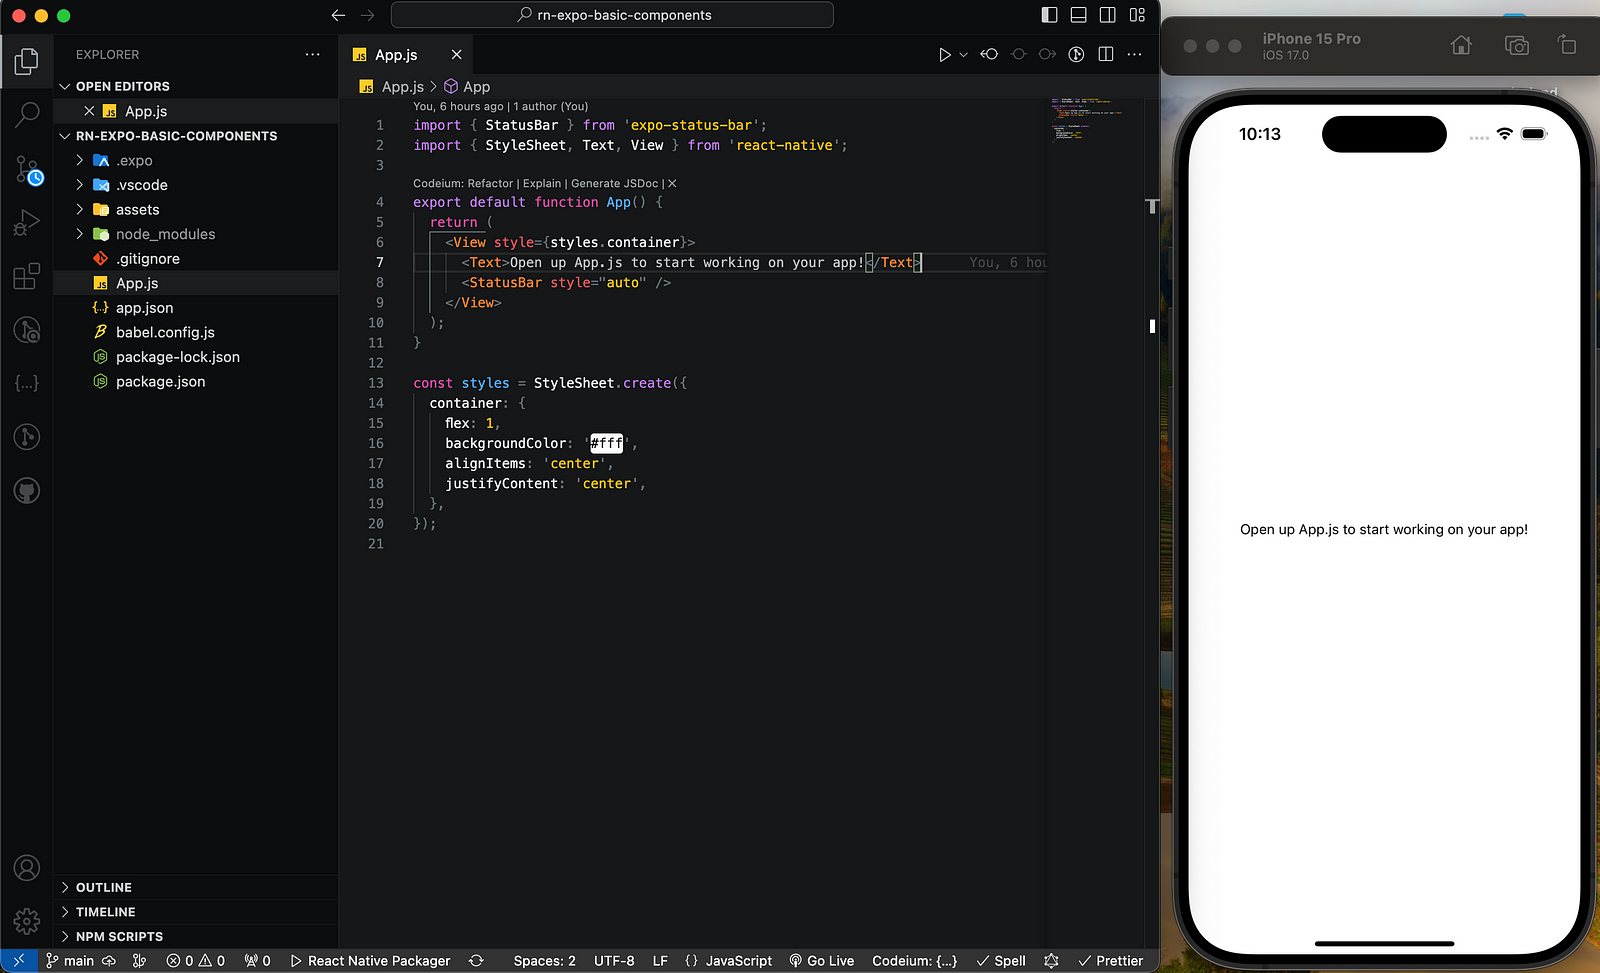 rn-expo-basic-components
EXPLORER
App.js
OPEN EDITORS
App.js
RN-EXPO-BASIC-COMPONENTS
.expo
.vscode
assets
node_modules
.gitignore
App.js
app.json
babel.config.js
package-lock.json
package.json
OUTLINE
TIMELINE
NPM SCRIPTS
App.js > App
You, 6 hours ago | 1 author (You)
1 import { StatusBar } from 'expo-status-bar';
2 import { StyleSheet, Text, View } from 'react-native';
3
Codeium: Refactor | Explain | Generate JSDoc | X
4 export default function App() {
5 return (
6 <View style={styles.container}>
7 <Text>Open up App.js to start working on your app!</Text> You, 6 hou
8 <StatusBar style="auto" />
9 </View>
10 );
11 }
12
13 const styles = StyleSheet.create({
14 container: {
15 flex: 1,
16 backgroundColor: '#fff',
17 alignItems: 'center',
18 justifyContent: 'center',
19 },
20 });
21
main 0 0 0 React Native Packager Spaces: 2 UTF-8 LF {} JavaScript Go Live Codeium: {...} Spell Prettier
iPhone 15 Pro
iOS 17.0
10:13
Open up App.js to start working on your app!